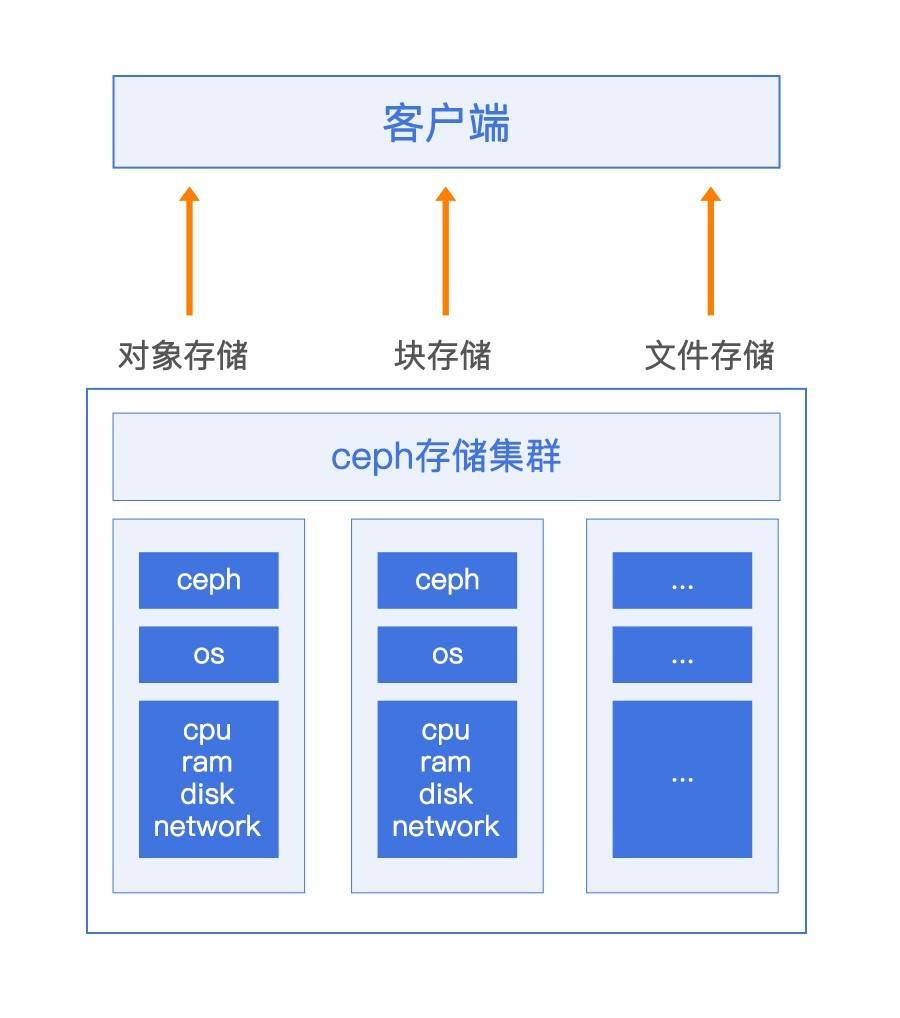 客户端
对象存储
块存储
文件存储
ceph存储集群
ceph
os
cpu
ram
disk
network
ceph
os
cpu
ram
disk
network
...
...
...